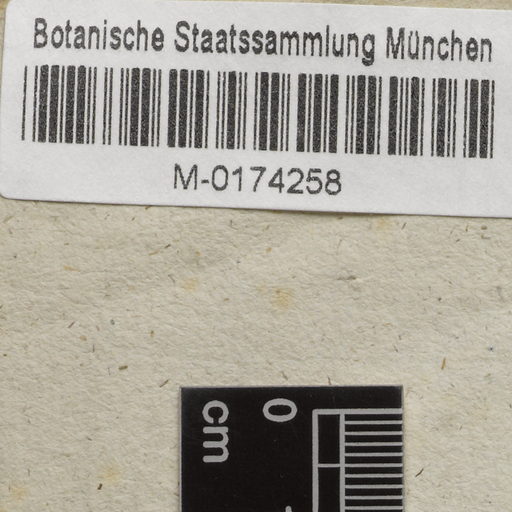 Botanische Staatssammlung München
M-0174258
0
cm